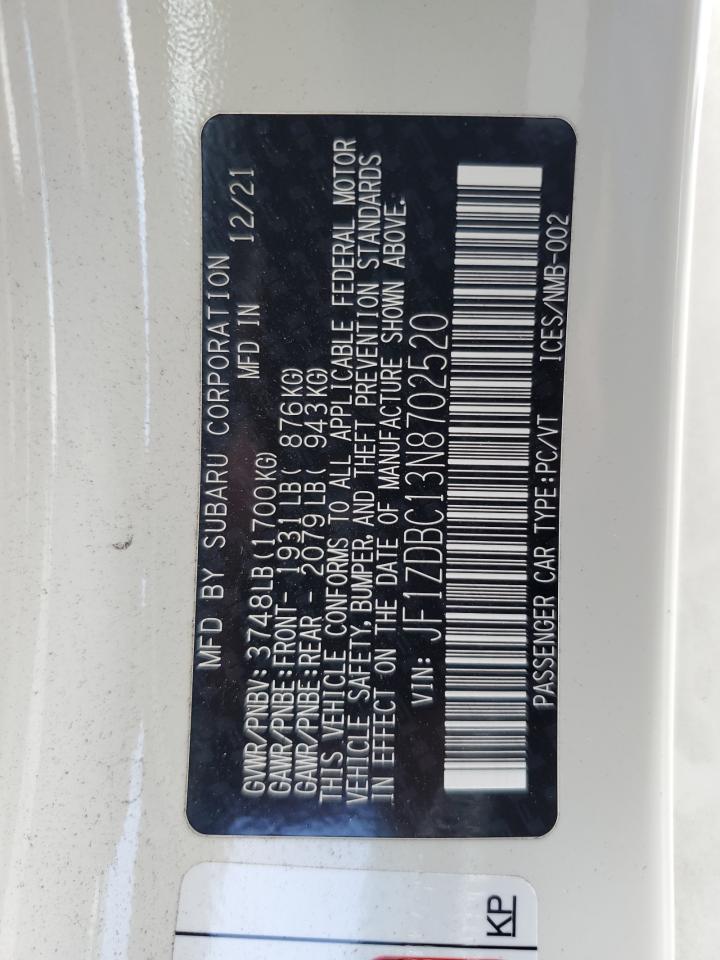 MFD BY SUBARU CORPORATION
MFD IN 12/21
GVWR/PNBV: 3748LB(1700KG)
GAWR/PNBE:FRONT- 1931LB( 876KG)
GAWR/PNBE:REAR - 2079LB( 943KG)
THIS VEHICLE CONFORMS TO ALL APPLICABLE FEDERAL MOTOR
VEHICLE SAFETY,BUMPER,AND THEFT PREVENTION STANDARDS
IN EFFECT ON THE DATE OF MANUFACTURE SHOWN ABOVE.
VIN: JF1ZDBC13N8702520
PASSENGER CAR TYPE:PC/VT ICES/NMB-002
KP